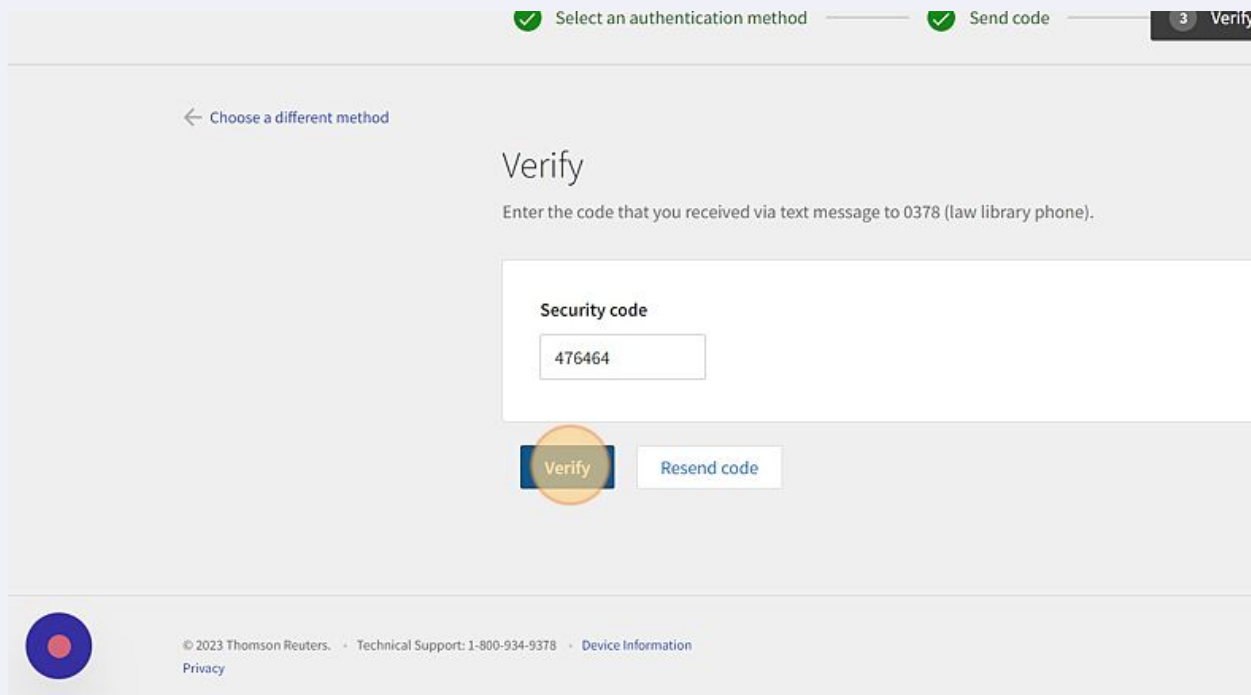 Select an authentication method Send code 3 Verify
Choose a different method
Verify
Enter the code that you received via text message to 0378 (law library phone).
Security code
476464
Verify Resend code
© 2023 Thomson Reuters. Technical Support: 1-800-934-9378 Device Information
Privacy